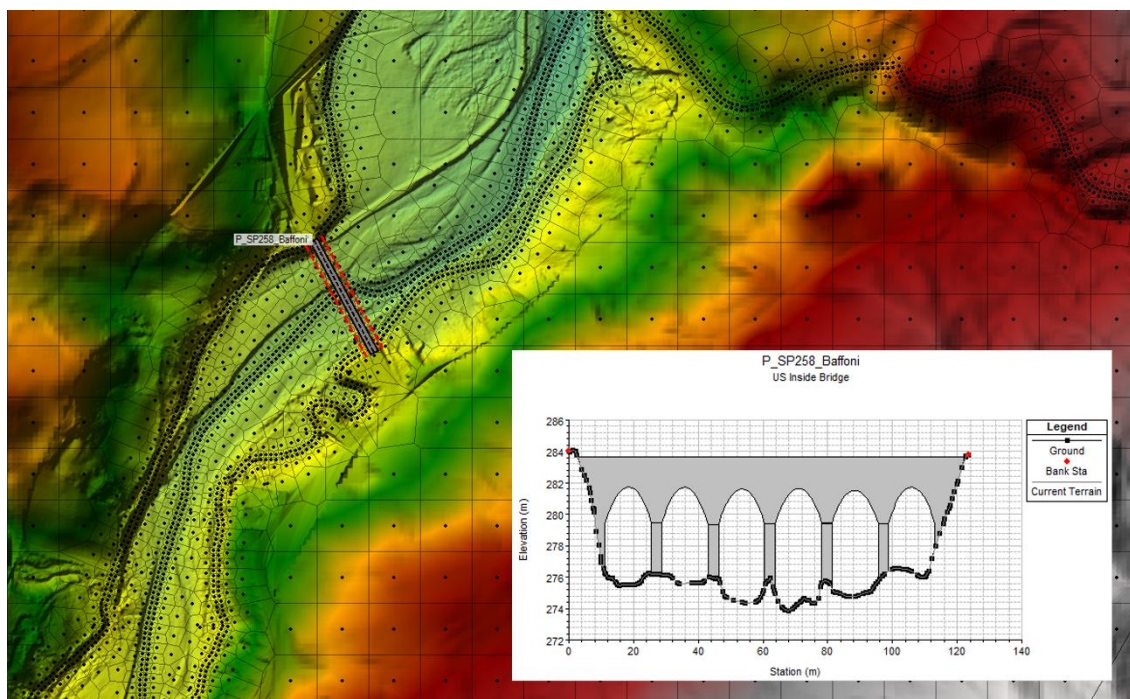 P_SP258_Baffoni
P_SP258_Baffoni
US Inside Bridge
286
284
282
280
278
276
274
272
Elevation (m)
0 20 40 60 80 100 120 140
Station (m)
Legend
Ground
Bank Sta
Current Terrain